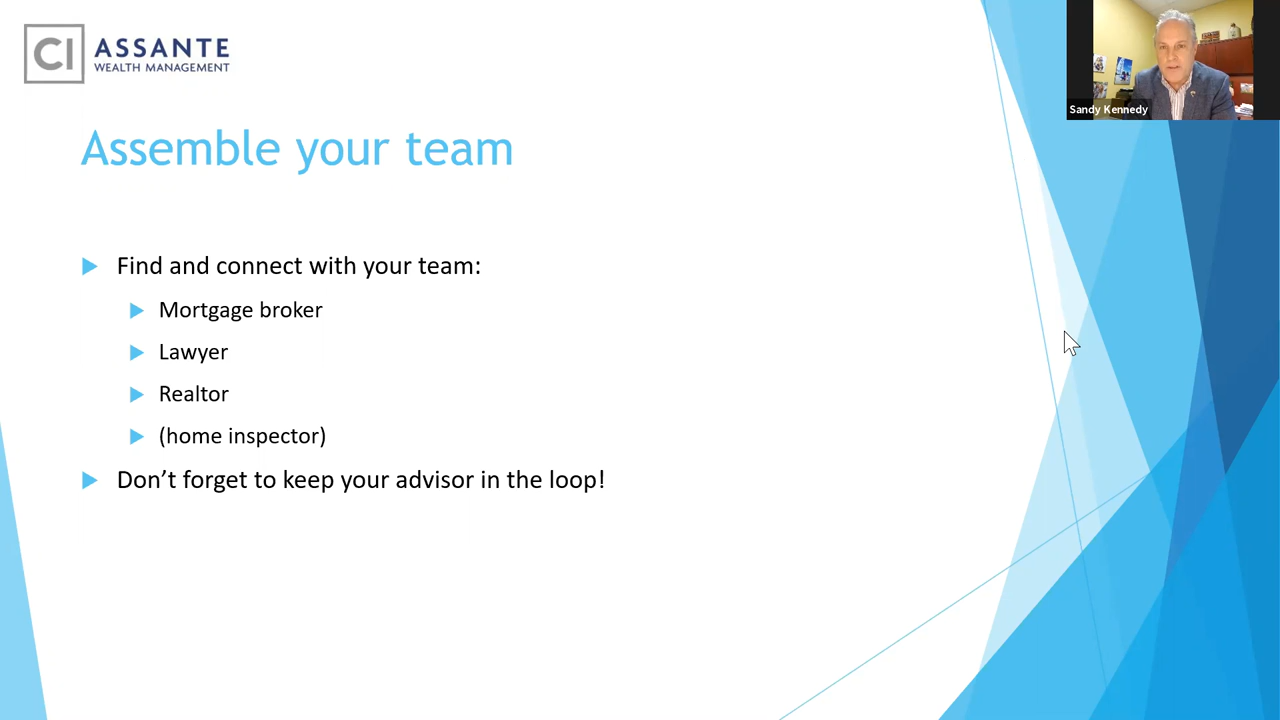 CI ASSANTE
WEALTH MANAGEMENT
Sandy Kennedy
Assemble your team
Find and connect with your team:
Mortgage broker
Lawyer
Realtor
(home inspector)
Don't forget to keep your advisor in the loop!